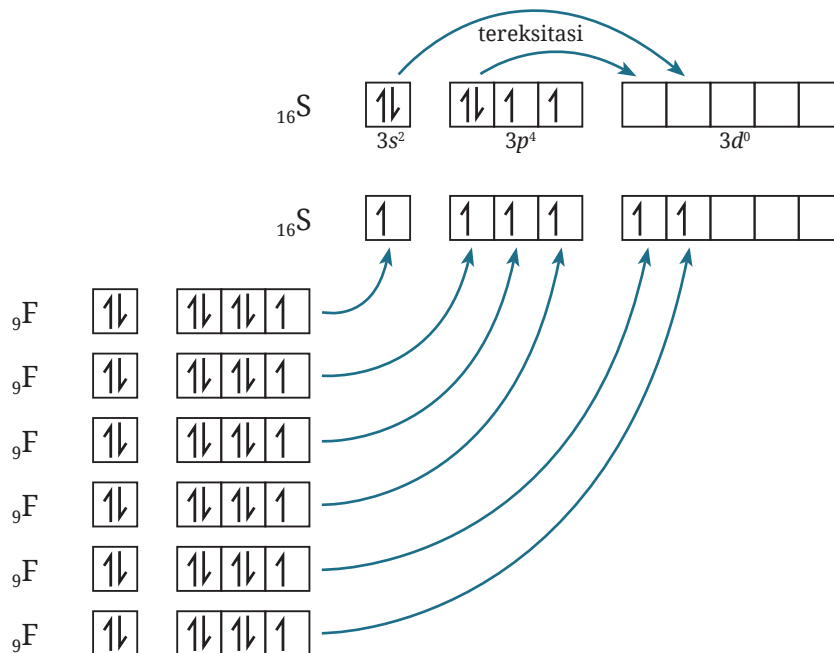 tereksitasi
₁₆S
3s² 3p⁴ 3d⁰
₁₆S
₉F
₉F
₉F
₉F
₉F
₉F